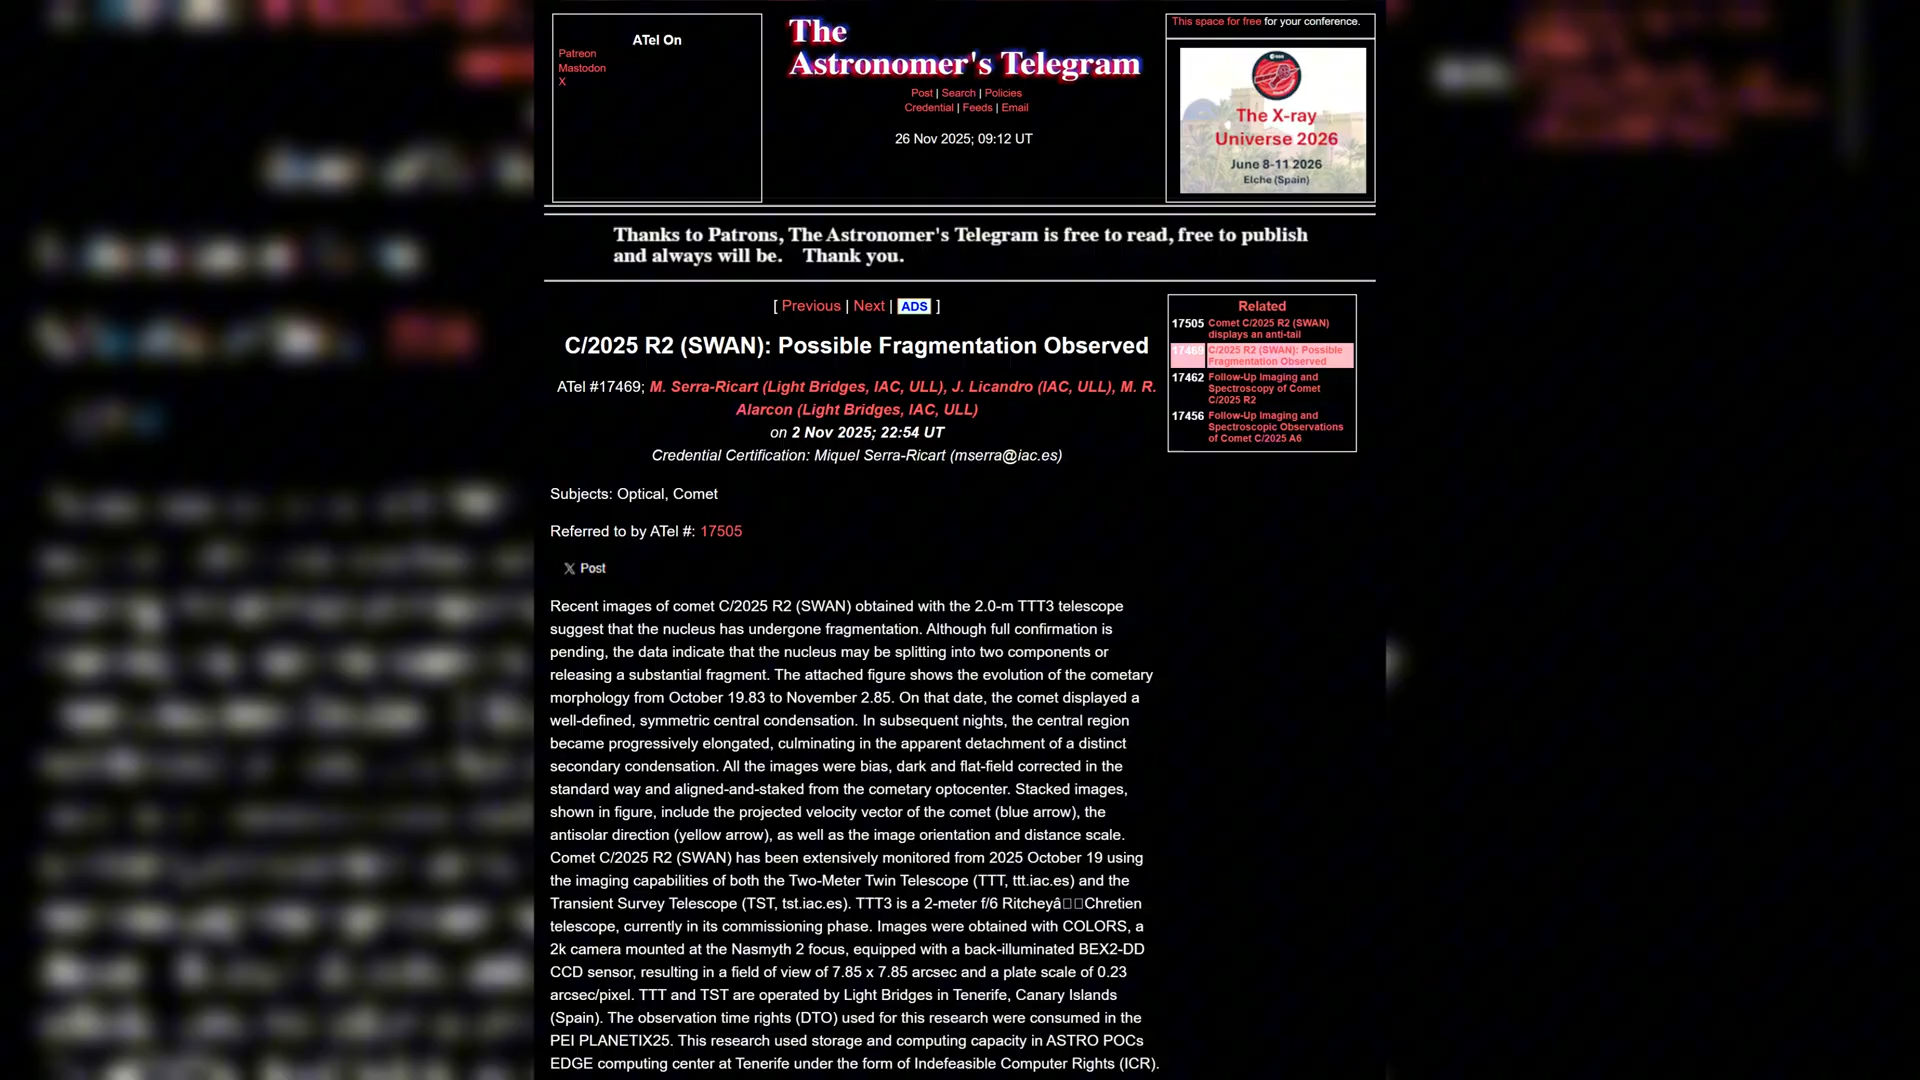 ATel On
Patreon
Mastodon
X
The
Astronomer's Telegram
Post | Search | Policies
Credential | Feeds | Email
26 Nov 2025; 09:12 UT
This space for free for your conference.
esa
The X-ray
Universe 2026
June 8-11 2026
Elche (Spain)
Thanks to Patrons, The Astronomer's Telegram is free to read, free to publish
and always will be. Thank you.
[ Previous | Next | ADS ]
C/2025 R2 (SWAN): Possible Fragmentation Observed
ATel #17469; M. Serra-Ricart (Light Bridges, IAC, ULL), J. Licandro (IAC, ULL), M. R.
Alarcon (Light Bridges, IAC, ULL)
on 2 Nov 2025; 22:54 UT
Credential Certification: Miquel Serra-Ricart (mserra@iac.es)
Subjects: Optical, Comet
Referred to by ATel #: 17505
X Post
Recent images of comet C/2025 R2 (SWAN) obtained with the 2.0-m TTT3 telescope
suggest that the nucleus has undergone fragmentation. Although full confirmation is
pending, the data indicate that the nucleus may be splitting into two components or
releasing a substantial fragment. The attached figure shows the evolution of the cometary
morphology from October 19.83 to November 2.85. On that date, the comet displayed a
well-defined, symmetric central condensation. In subsequent nights, the central region
became progressively elongated, culminating in the apparent detachment of a distinct
secondary condensation. All the images were bias, dark and flat-field corrected in the
standard way and aligned-and-staked from the cometary optocenter. Stacked images,
shown in figure, include the projected velocity vector of the comet (blue arrow), the
antisolar direction (yellow arrow), as well as the image orientation and distance scale.
Comet C/2025 R2 (SWAN) has been extensively monitored from 2025 October 19 using
the imaging capabilities of both the Two-Meter Twin Telescope (TTT, ttt.iac.es) and the
Transient Survey Telescope (TST, tst.iac.es). TTT3 is a 2-meter f/6 Ritcheyâ□□Chretien
telescope, currently in its commissioning phase. Images were obtained with COLORS, a
2k camera mounted at the Nasmyth 2 focus, equipped with a back-illuminated BEX2-DD
CCD sensor, resulting in a field of view of 7.85 x 7.85 arcsec and a plate scale of 0.23
arcsec/pixel. TTT and TST are operated by Light Bridges in Tenerife, Canary Islands
(Spain). The observation time rights (DTO) used for this research were consumed in the
PEI PLANETIX25. This research used storage and computing capacity in ASTRO POCs
EDGE computing center at Tenerife under the form of Indefeasible Computer Rights (ICR).
Related
17505 Comet C/2025 R2 (SWAN)
displays an anti-tail
17469 C/2025 R2 (SWAN): Possible
Fragmentation Observed
17462 Follow-Up Imaging and
Spectroscopy of Comet
C/2025 R2
17456 Follow-Up Imaging and
Spectroscopic Observations
of Comet C/2025 A6